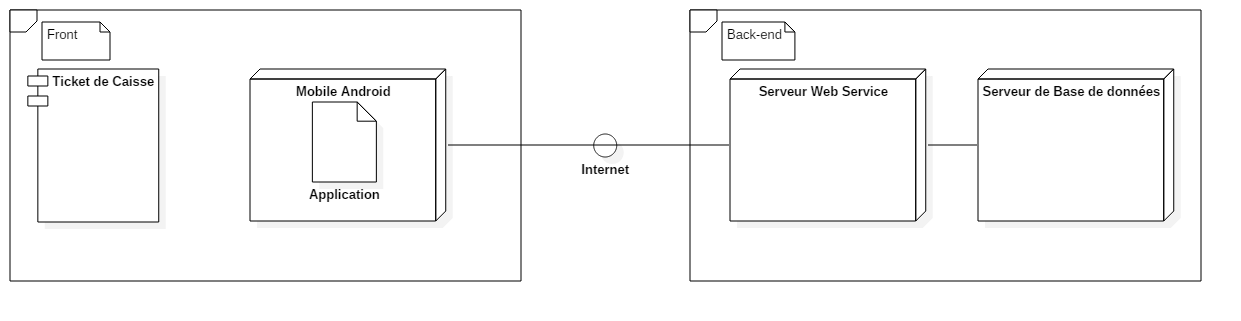 Front
Ticket de Caisse
Mobile Android
Application
Internet
Back-end
Serveur Web Service
Serveur de Base de données